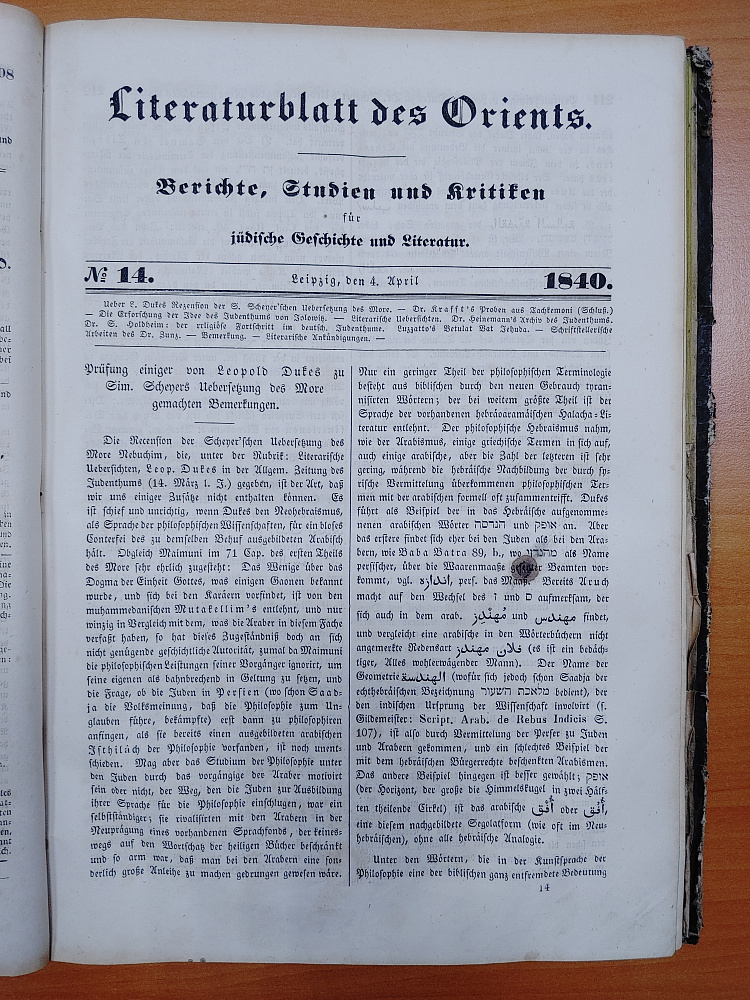 Literaturblatt des Orients.
Berichte, Studien und Kritiken
für
jüdische Geschichte und Literatur.
№ 14.
Leipzig, den 4. April
1840.
Ueber L. Dukes Rezension der S. Scheyer'schen Uebersetzung des More. — Dr. Krafft's Proben aus Tachkemoni (Schluß.)
— Die Erforschung der Idee des Judenthums von Jolowitz. — Literarische Uebersichten. Dr. Heinemann's Archiv des Judenthums.
Dr. S. Holdheim: der religiöse Fortschritt im deutsch. Judenthume. Luzzatto's Betulat Bat Jehuda. — Schriftstellerische
Arbeiten des Dr. Zunz. — Bemerkung. — Literarische Ankündigungen. —
Prüfung einiger von Leopold Dukes zu
Sim. Scheyers Uebersetzung des More
gemachten Bemerkungen.
Die Recension der Scheyer'schen Uebersetzung des
More Nebuchim, die, unter der Rubrik: Literarische
Uebersichten, Leop. Dukes in der Allgem. Zeitung des
Judenthums (14. März l. J.) gegeben, ist der Art, daß
wir uns einiger Zusätze nicht enthalten können. Es
ist schief und unrichtig, wenn Dukes den Neohebraismus,
als Sprache der philosophischen Wissenschaften, für ein bloses
Conterfei des zu demselben Behuf ausgebildeten Arabisch
hält. Obgleich Maimuni im 71 Cap. des ersten Theils
des More sehr ehrlich zugesteht: Das Wenige über das
Dogma der Einheit Gottes, was einigen Gaonen bekannt
wurde, und sich bei den Karäern vorfindet, ist von den
muhammedanischen Mutakellim's entlehnt, und nur
winzig in Vergleich mit dem, was die Araber in diesem Fache
verfaßt haben, so hat dieses Zugeständniß doch an sich
nicht genügende geschichtliche Autorität, zumal da Maimuni
die philosophischen Leistungen seiner Vorgänger ignorirt, um
seine eigenen als bahnbrechend in Geltung zu setzen, und
die Frage, ob die Juden in Persien (wo schon Saad-
ja die Volksmeinung, daß die Philosophie zum Un-
glauben führe, bekämpfte) erst dann zu philosophiren
anfingen, als sie bereits einen ausgebildeten arabischen
Isthiläch der Philosophie vorfanden, ist noch unent-
schieden. Mag aber das Studium der Philosophie unter
den Juden durch das vorgängige der Araber motivirt
sein oder nicht, der Weg, den die Juden zur Ausbildung
ihrer Sprache für die Philosophie einschlugen, war ein
selbstständiger; sie rivalisirten mit den Arabern in der
Neuprägung eines vorhandenen Sprachfonds, der keines-
wegs auf den Wortschatz der heiligen Bücher beschränkt
und so arm war, daß man bei den Arabern eine son-
derlich große Anleihe zu machen gedrungen gewesen wäre.
Nur ein geringer Theil der philosophischen Terminologie
besteht aus biblischen durch den neuen Gebrauch tyran-
nisirten Wörtern; der bei weitem größte Theil ist der
Sprache der vorhandenen hebräoaramäischen Halacha-Li-
teratur entlehnt. Der philosophische Hebraismus nahm,
wie der Arabismus, einige griechische Termen in sich auf,
auch einige arabische, aber die Zahl der letzteren ist sehr
gering, während die hebräische Nachbildung der durch sy-
rische Vermittelung überkommenen philosophischen Ter-
men mit der arabischen formell oft zusammentrifft. Dukes
führt als Beispiel der in das Hebräische aufgenomme-
nenen arabischen Wörter הנדסה und אופק an. Aber
das erstere findet sich eher bei den Juden als bei den Ara-
bern, wie Baba Batra 89, b., wo als Name
persischer, über die Waarenmaaße Beamten vor-
kommt, vgl. اندازه, pers. das Maaß. Bereits Aruch
macht auf den Wechsel des ז und ס aufmerksam, der
sich auch in dem arab. مُهنْدِز und مهندس findet,
und vergleicht eine arabische in den Wörterbüchern nicht
angemerkte Redensart فلان مهندز (es ist ein bedäch-
tiger, Alles wohlerwägender Mann). Der Name der
Geometrie الهندسة (wofür sich jedoch schon Saadja der
echthebräischen Bezeichnung מלאכת השעור bedient), der
den indischen Ursprung der Wissenschaft involvirt (s.
Gildemeister: Script. Arab. de Rebus Indicis S.
107), ist also durch Vermittelung der Perser zu Juden
und Arabern gekommen, und ein schlechtes Beispiel der
mit dem hebräischen Bürgerrechte beschenkten Arabismen.
Das andere Beispiel hingegen ist besser gewählt; אופק
(der Horizont, der große die Himmelskugel in zwei Hälf-
ten theilende Cirkel) ist das arabische أُفْق oder أُفُق,
eine diesem nachgebildete Segolatform (wie oft im Neu-
hebräischen), ohne alle hebräische Analogie.
Unter den Wörtern, die in der Kunstsprache der
Philosophie eine der biblischen ganz entfremdete Bedeutung
14